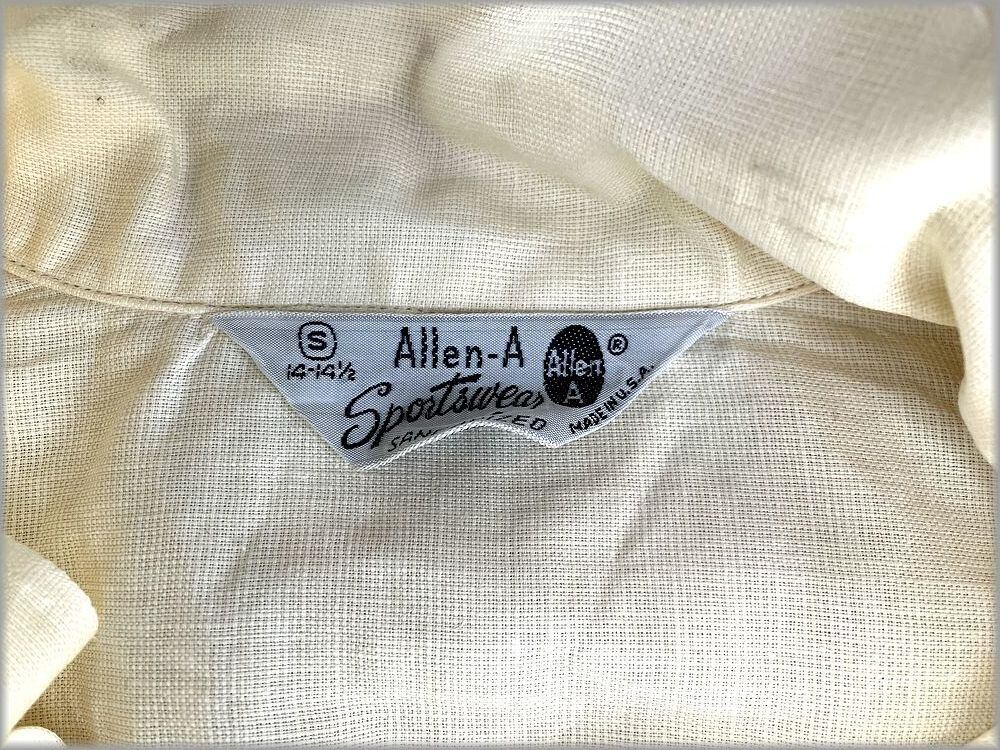 S
14-14½
Allen-A
Sportswear
MADE IN U.S.A.
Allen
A
®